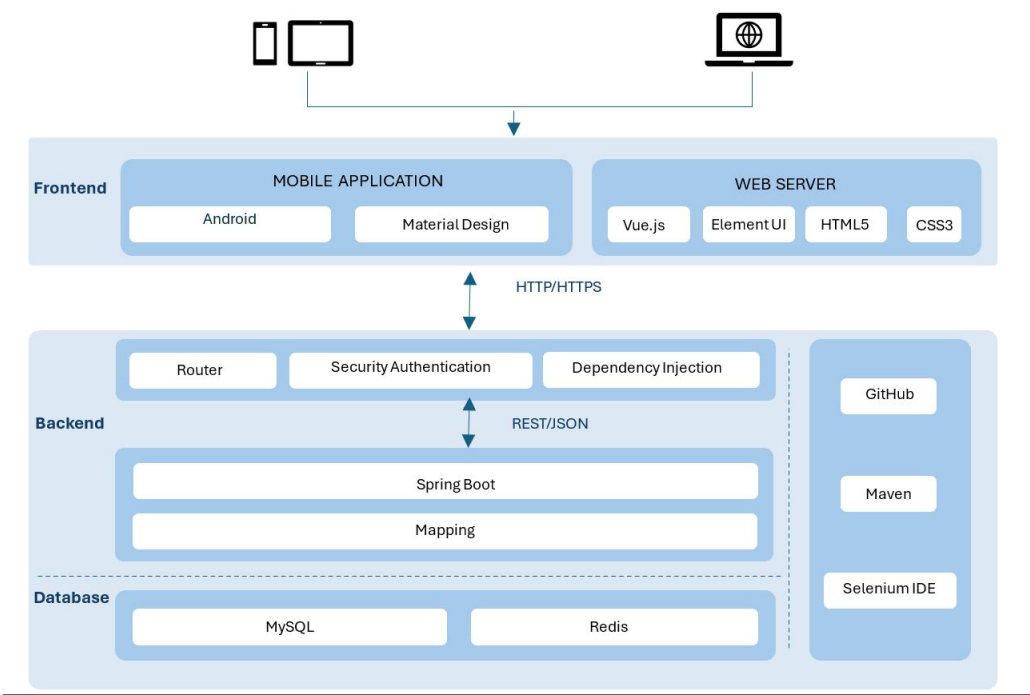 Frontend
MOBILE APPLICATION
Android
Material Design
WEB SERVER
Vue.js
Element UI
HTML5
CSS3
HTTP/HTTPS
Backend
Router
Security Authentication
Dependency Injection
REST/JSON
Spring Boot
Mapping
Database
MySQL
Redis
GitHub
Maven
Selenium IDE